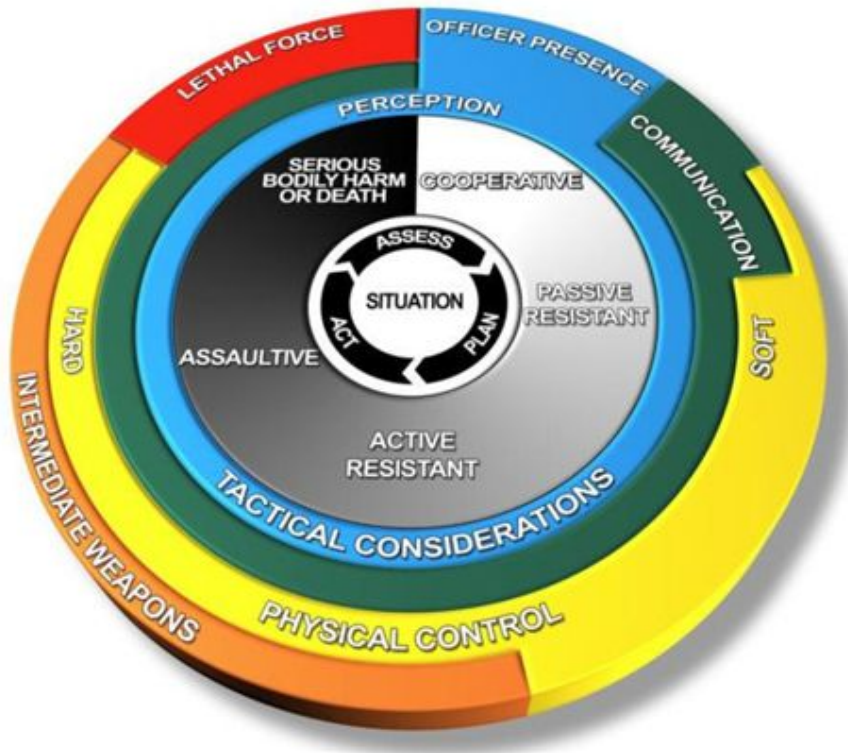 LETHAL FORCE
OFFICER PRESENCE
PERCEPTION
COMMUNICATION
SERIOUS
BODILY HARM
OR DEATH
COOPERATIVE
ASSESS
SITUATION
PLAN
ACT
PASSIVE
RESISTANT
SOFT
HARD
ASSAULTIVE
ACTIVE
RESISTANT
TACTICAL CONSIDERATIONS
INTERMEDIATE WEAPONS
PHYSICAL CONTROL